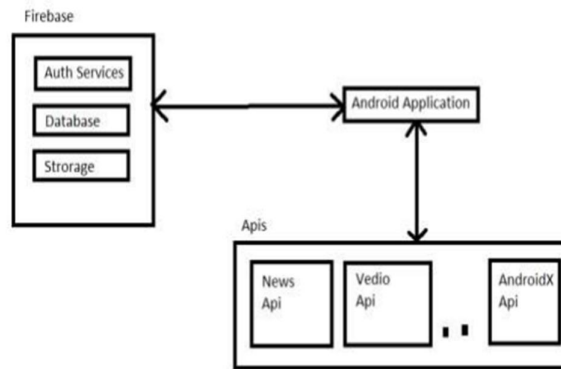 Firebase
Auth Services
Database
Strorage
Android Application
Apis
News
Api
Vedio
Api
AndroidX
Api